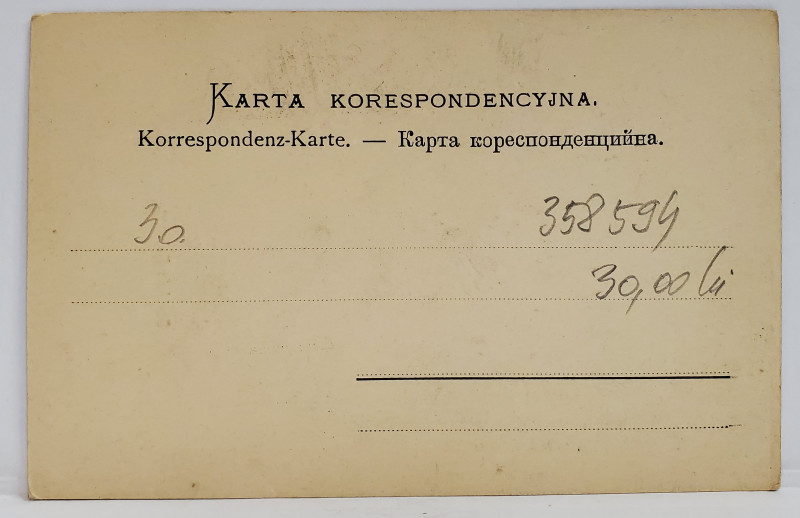 KARTA KORESPONDENCYJNA.
Korrespondenz-Karte. — Карта кореспонденцийна.
30.
358594
30,00 lei